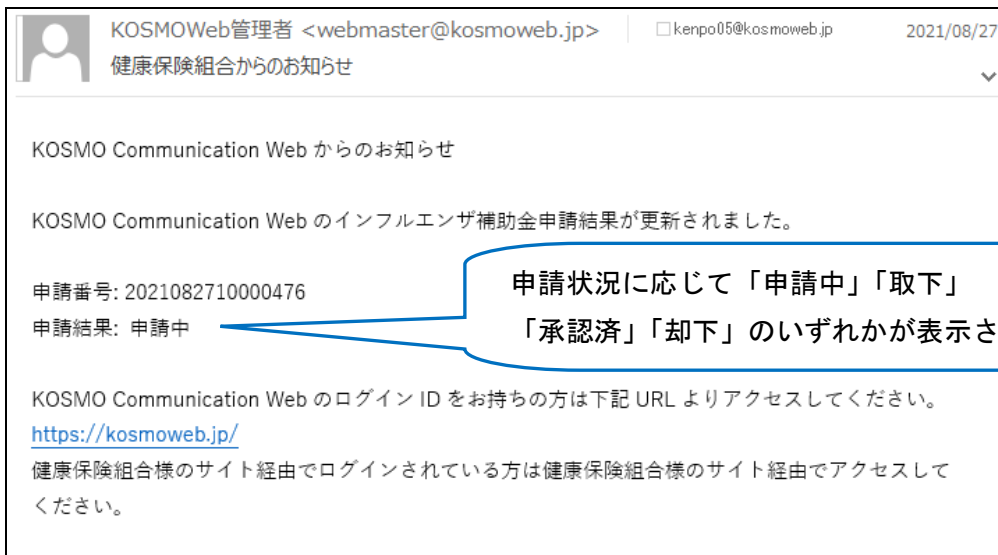 KOSMOWeb管理者 <webmaster@kosmoweb.jp>
kenpo05@kosmoweb.jp
2021/08/27
健康保険組合からのお知らせ
KOSMO Communication Web からのお知らせ
KOSMO Communication Web のインフルエンザ補助金申請結果が更新されました。
申請番号: 2021082710000476
申請結果: 申請中
申請状況に応じて「申請中」「取下」
「承認済」「却下」のいずれかが表示さ
KOSMO Communication Web のログイン ID をお持ちの方は下記 URL よりアクセスしてください。
https://kosmoweb.jp/
健康保険組合様のサイト経由でログインされている方は健康保険組合様のサイト経由でアクセスして
ください。